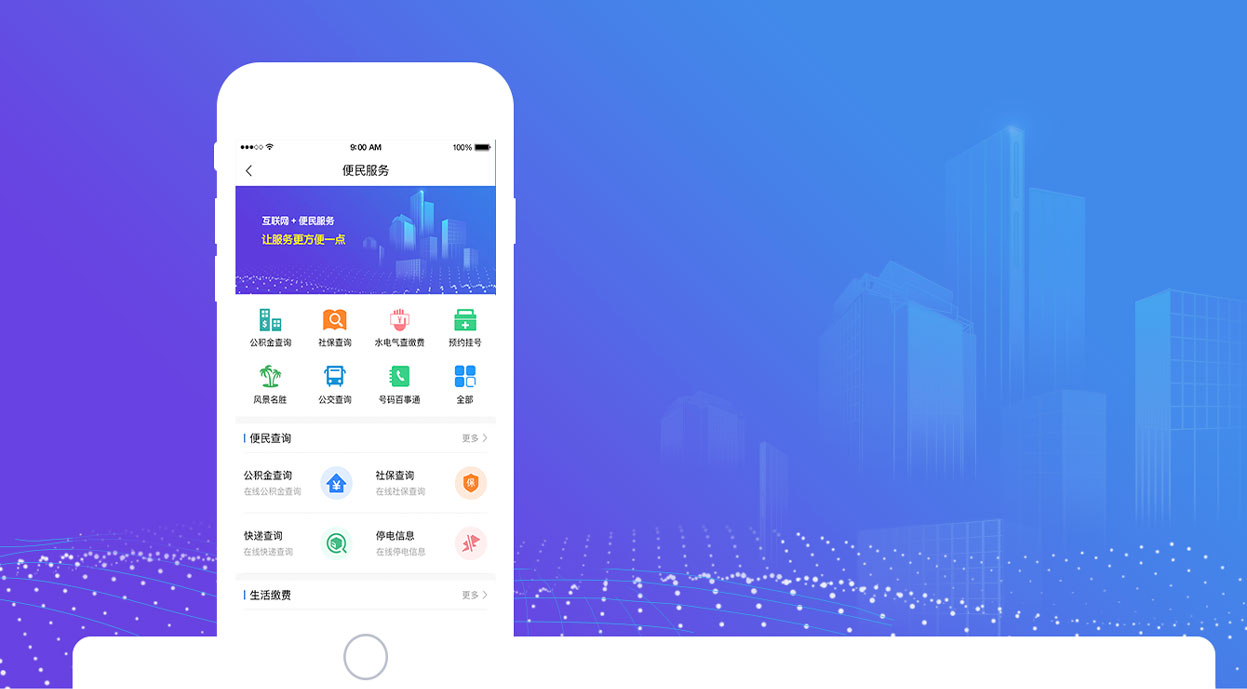 9:00 AM
100%
便民服务
互联网 + 便民服务
让服务更方便一点
公积金查询
社保查询
水电气查缴费
预约挂号
风景名胜
公交查询
号码百事通
全部
便民查询
更多
公积金查询
在线公积金查询
¥
社保查询
在线社保查询
保
快递查询
在线快递查询
停电信息
在线停电信息
生活缴费
更多